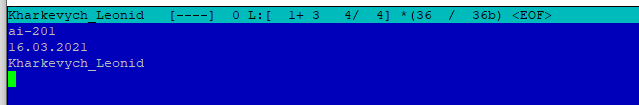 Kharkevych_Leonid [----] 0 L:[ 1+ 3 4/ 4] *(36 / 36b) <EOF>
ai-201
16.03.2021
Kharkevych_Leonid